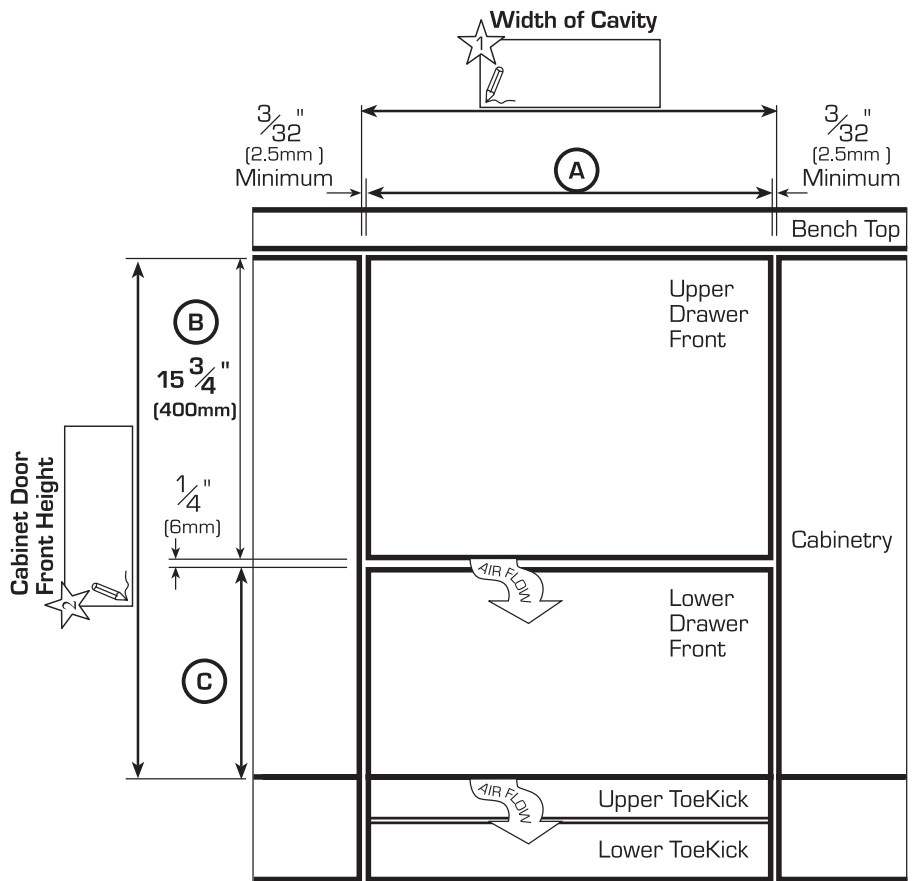 Width of Cavity
1
3/32"
(2.5mm )
Minimum
A
3/32"
(2.5mm )
Minimum
Bench Top
B
15 3/4"
(400mm)
Upper
Drawer
Front
Cabinet Door
Front Height
2
1/4"
(6mm)
Cabinetry
AIR FLOW
Lower
Drawer
Front
C
AIR FLOW
Upper ToeKick
Lower ToeKick